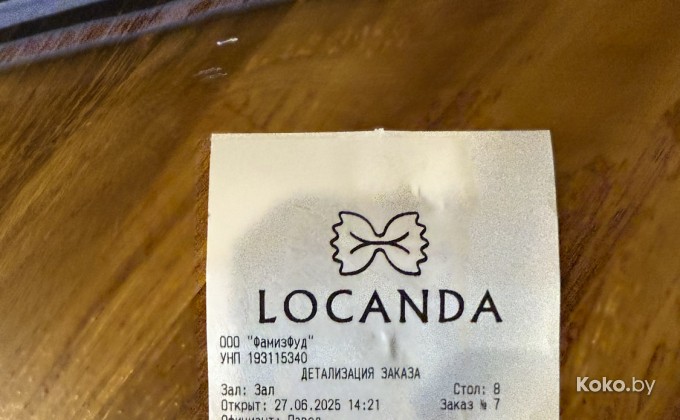 LOCANDA
ООО "ФамизФуд"
УНП 193115340
ДЕТАЛИЗАЦИЯ ЗАКАЗА
Зал: Зал Стол: 8
Открыт: 27.06.2025 14:21 Заказ № 7
Koko.by